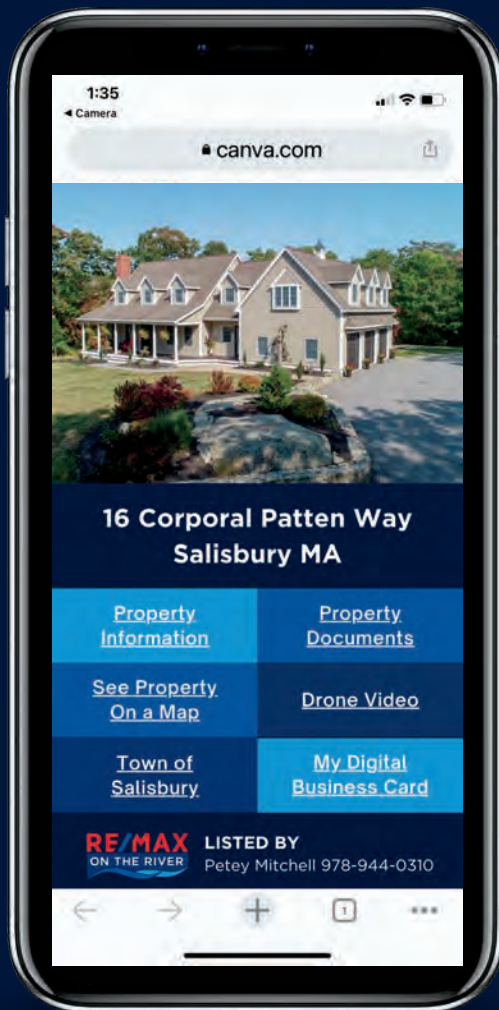 1:35
◀ Camera
canva.com
16 Corporal Patten Way
Salisbury MA
Property
Information
Property
Documents
See Property
On a Map
Drone Video
Town of
Salisbury
My Digital
Business Card
RE/MAX
ON THE RIVER
LISTED BY
Petey Mitchell 978-944-0310
1